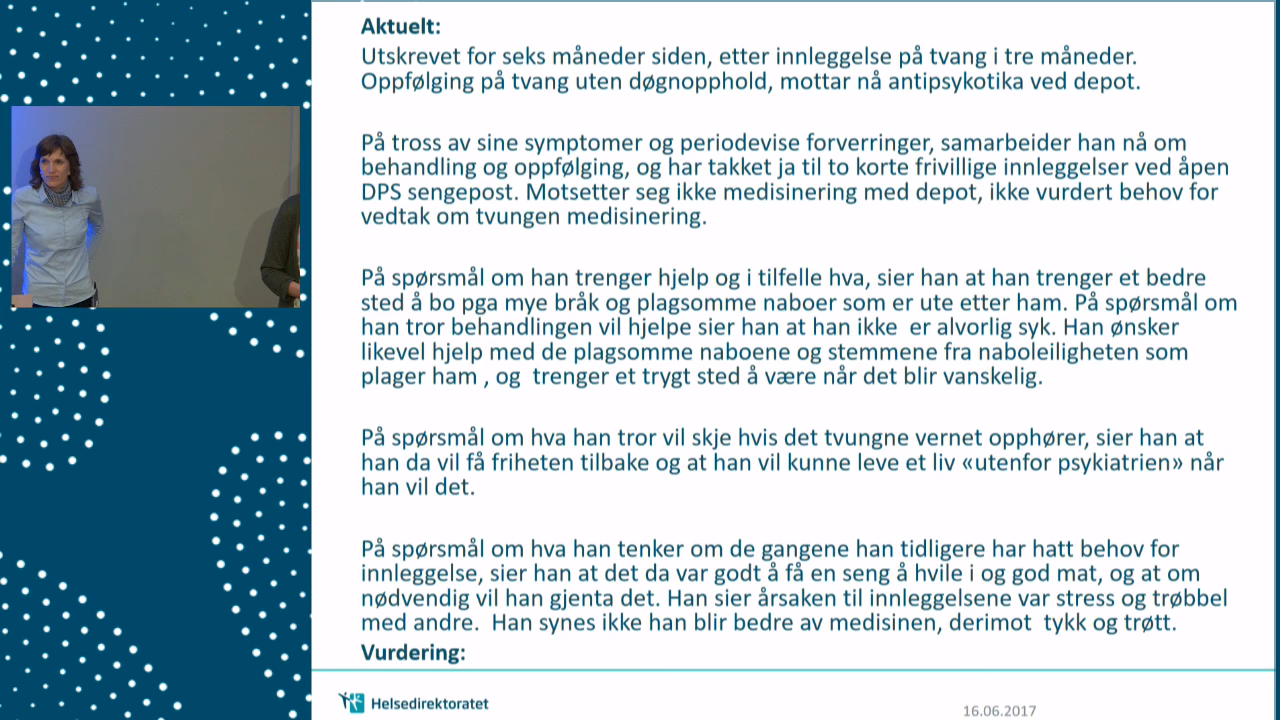 Aktuelt:
Utskrevet for seks måneder siden, etter innleggelse på tvang i tre måneder.
Oppfølging på tvang uten døgnopphold, mottar nå antipsykotika ved depot.
På tross av sine symptomer og periodevise forverringer, samarbeider han nå om
behandling og oppfølging, og har takket ja til to korte frivillige innleggelser ved åpen
DPS sengepost. Motsetter seg ikke medisinering med depot, ikke vurdert behov for
vedtak om tvungen medisinering.
På spørsmål om han trenger hjelp og i tilfelle hva, sier han at han trenger et bedre
sted å bo pga mye bråk og plagsomme naboer som er ute etter ham. På spørsmål om
han tror behandlingen vil hjelpe sier han at han ikke  er alvorlig syk. Han ønsker
likevel hjelp med de plagsomme naboene og stemmene fra naboleiligheten som
plager ham , og  trenger et trygt sted å være når det blir vanskelig.
På spørsmål om hva han tror vil skje hvis det tvungne vernet opphører, sier han at
han da vil få friheten tilbake og at han vil kunne leve et liv «utenfor psykiatrien» når
han vil det.
På spørsmål om hva han tenker om de gangene han tidligere har hatt behov for
innleggelse, sier han at det da var godt å få en seng å hvile i og god mat, og at om
nødvendig vil han gjenta det. Han sier årsaken til innleggelsene var stress og trøbbel
med andre.  Han synes ikke han blir bedre av medisinen, derimot  tykk og trøtt.
Vurdering:
Helsedirektoratet
16.06.2017